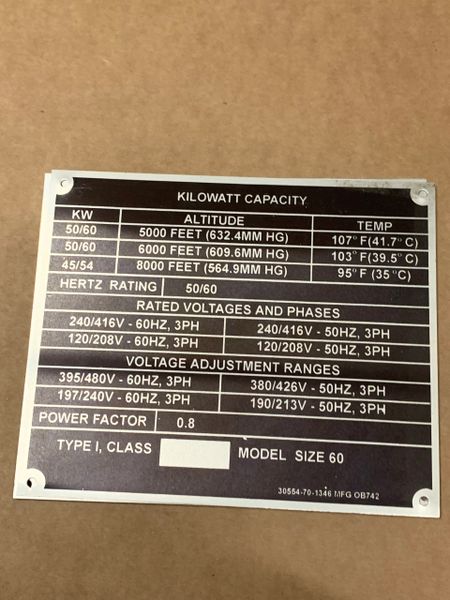 KILOWATT CAPACITY
KW ALTITUDE TEMP
50/60 5000 FEET (632.4MM HG) 107° F(41.7° C)
50/60 6000 FEET (609.6MM HG) 103° F(39.5° C)
45/54 8000 FEET (564.9MM HG) 95° F (35°C)
HERTZ RATING 50/60
RATED VOLTAGES AND PHASES
240/416V - 60HZ, 3PH 240/416V - 50HZ, 3PH
120/208V - 60HZ, 3PH 120/208V - 50HZ, 3PH
VOLTAGE ADJUSTMENT RANGES
395/480V - 60HZ, 3PH 380/426V - 50HZ, 3PH
197/240V - 60HZ, 3PH 190/213V - 50HZ, 3PH
POWER FACTOR 0.8
TYPE I, CLASS MODEL SIZE 60
30554-70-1346 MFG OB742